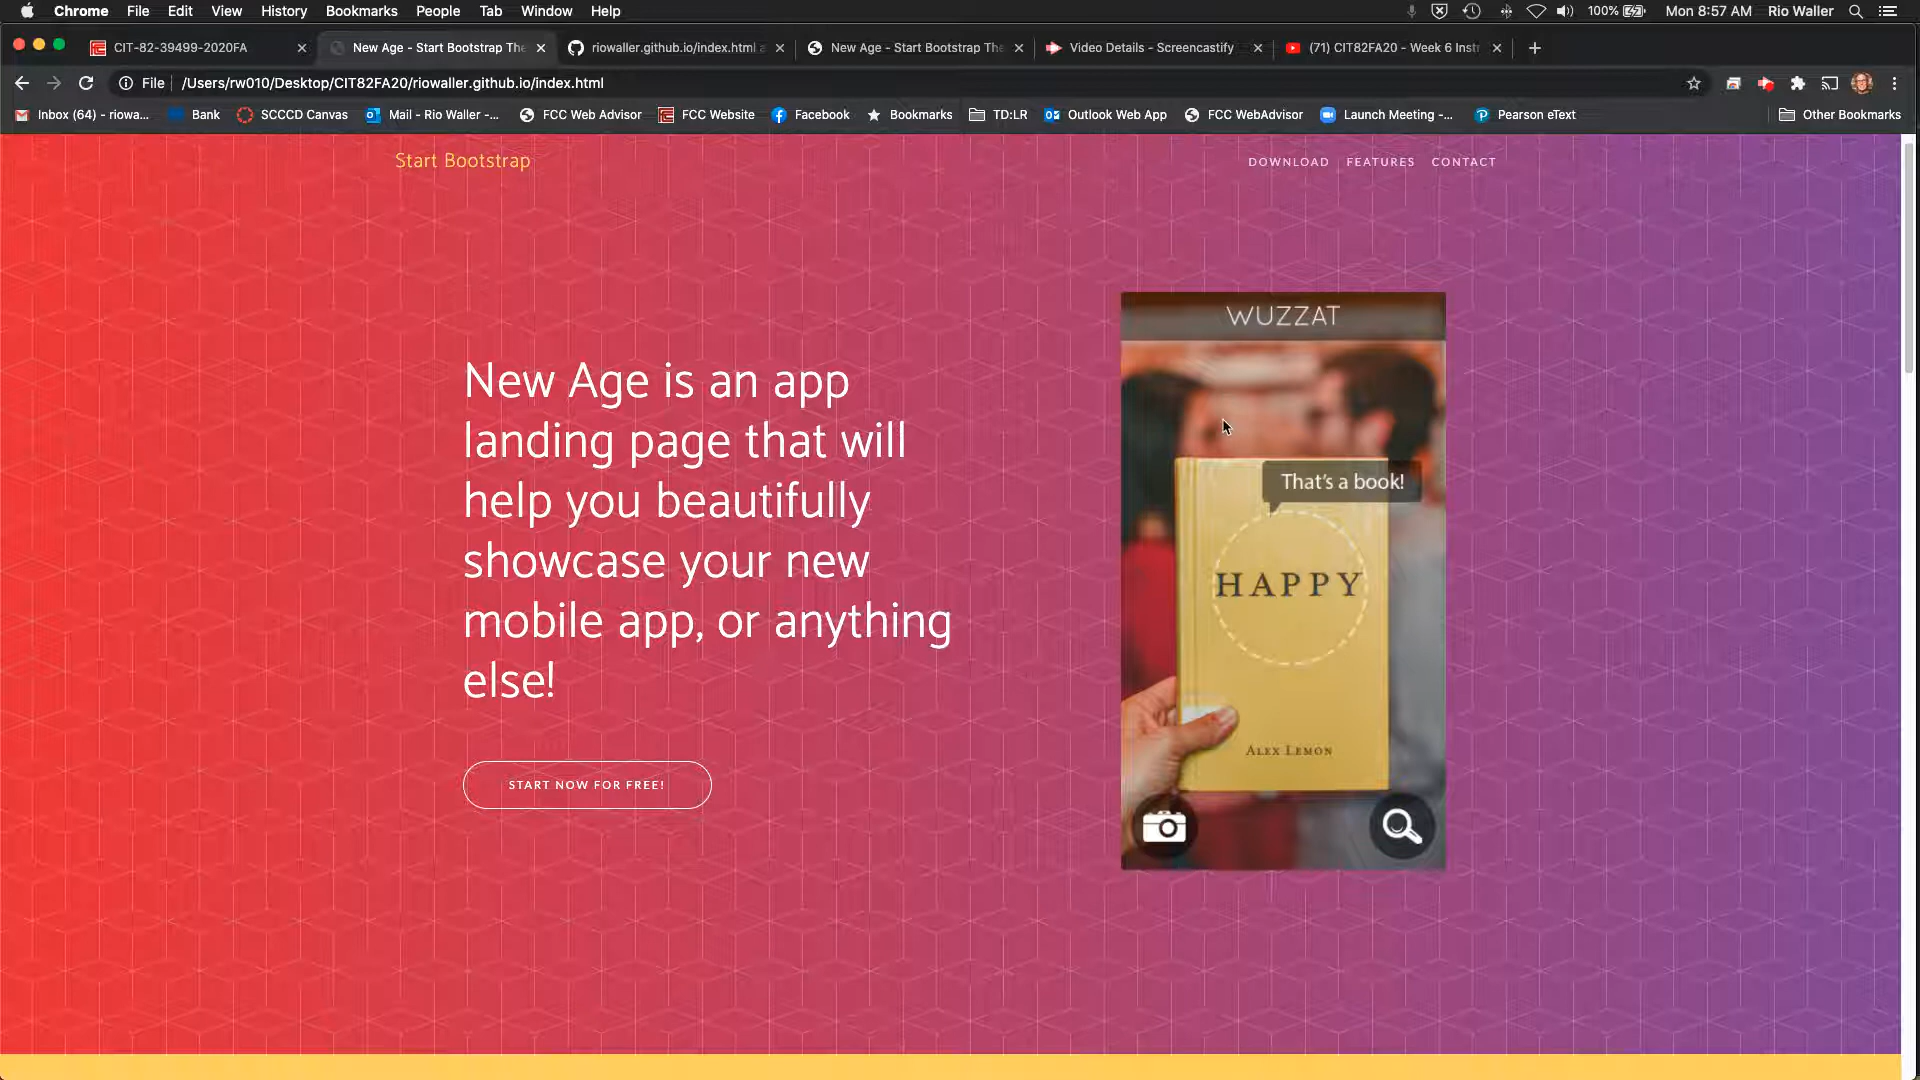 Chrome File Edit View History Bookmarks People Tab Window Help 100% Mon 8:57 AM Rio Waller
CIT-82-39499-2020FA New Age - Start Bootstrap The riowaller.github.io/index.html New Age - Start Bootstrap The Video Details - Screencastify (71) CIT82FA20 - Week 6 Instr
File /Users/rw010/Desktop/CIT82FA20/riowaller.github.io/index.html
Inbox (64) - riowa... Bank SCCCD Canvas Mail - Rio Waller -... FCC Web Advisor FCC Website Facebook Bookmarks TD:LR Outlook Web App FCC WebAdvisor Launch Meeting -... Pearson eText Other Bookmarks
Start Bootstrap DOWNLOAD FEATURES CONTACT
WUZZAT
New Age is an app
landing page that will
help you beautifully
showcase your new
mobile app, or anything
else!
That's a book!
HAPPY
ALEX LEMON
START NOW FOR FREE!